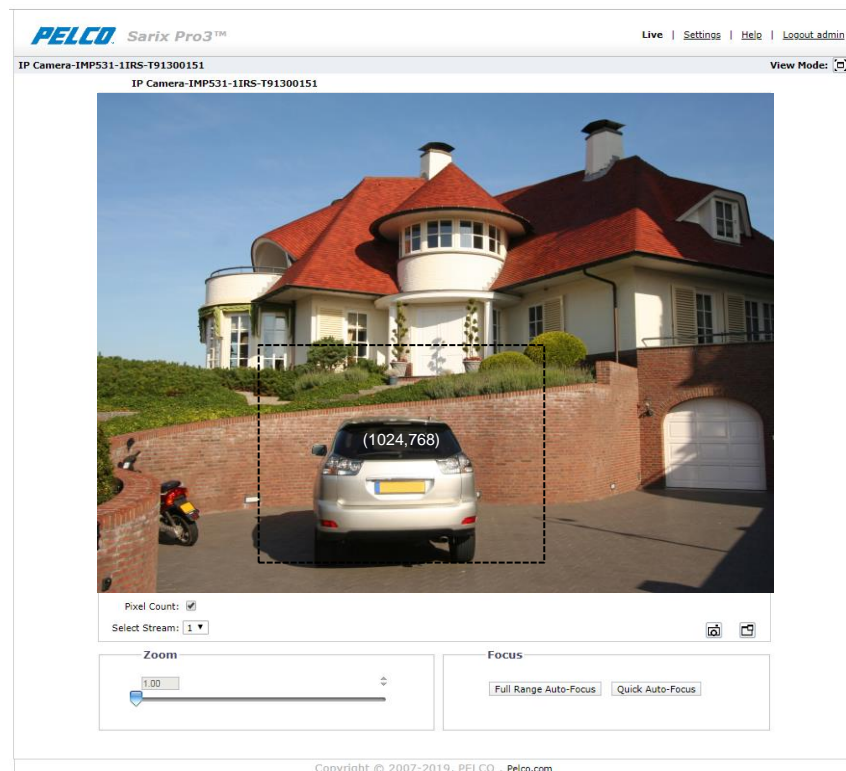 PELCO. Sarix Pro3™
Live | Settings | Help | Logout admin
IP Camera-IMP531-1IRS-T91300151
View Mode:
IP Camera-IMP531-1IRS-T91300151
(1024,768)
Pixel Count:
Select Stream: 1
Zoom
1.00
Focus
Full Range Auto-Focus
Quick Auto-Focus
Copyright © 2007-2019, PELCO . Pelco.com